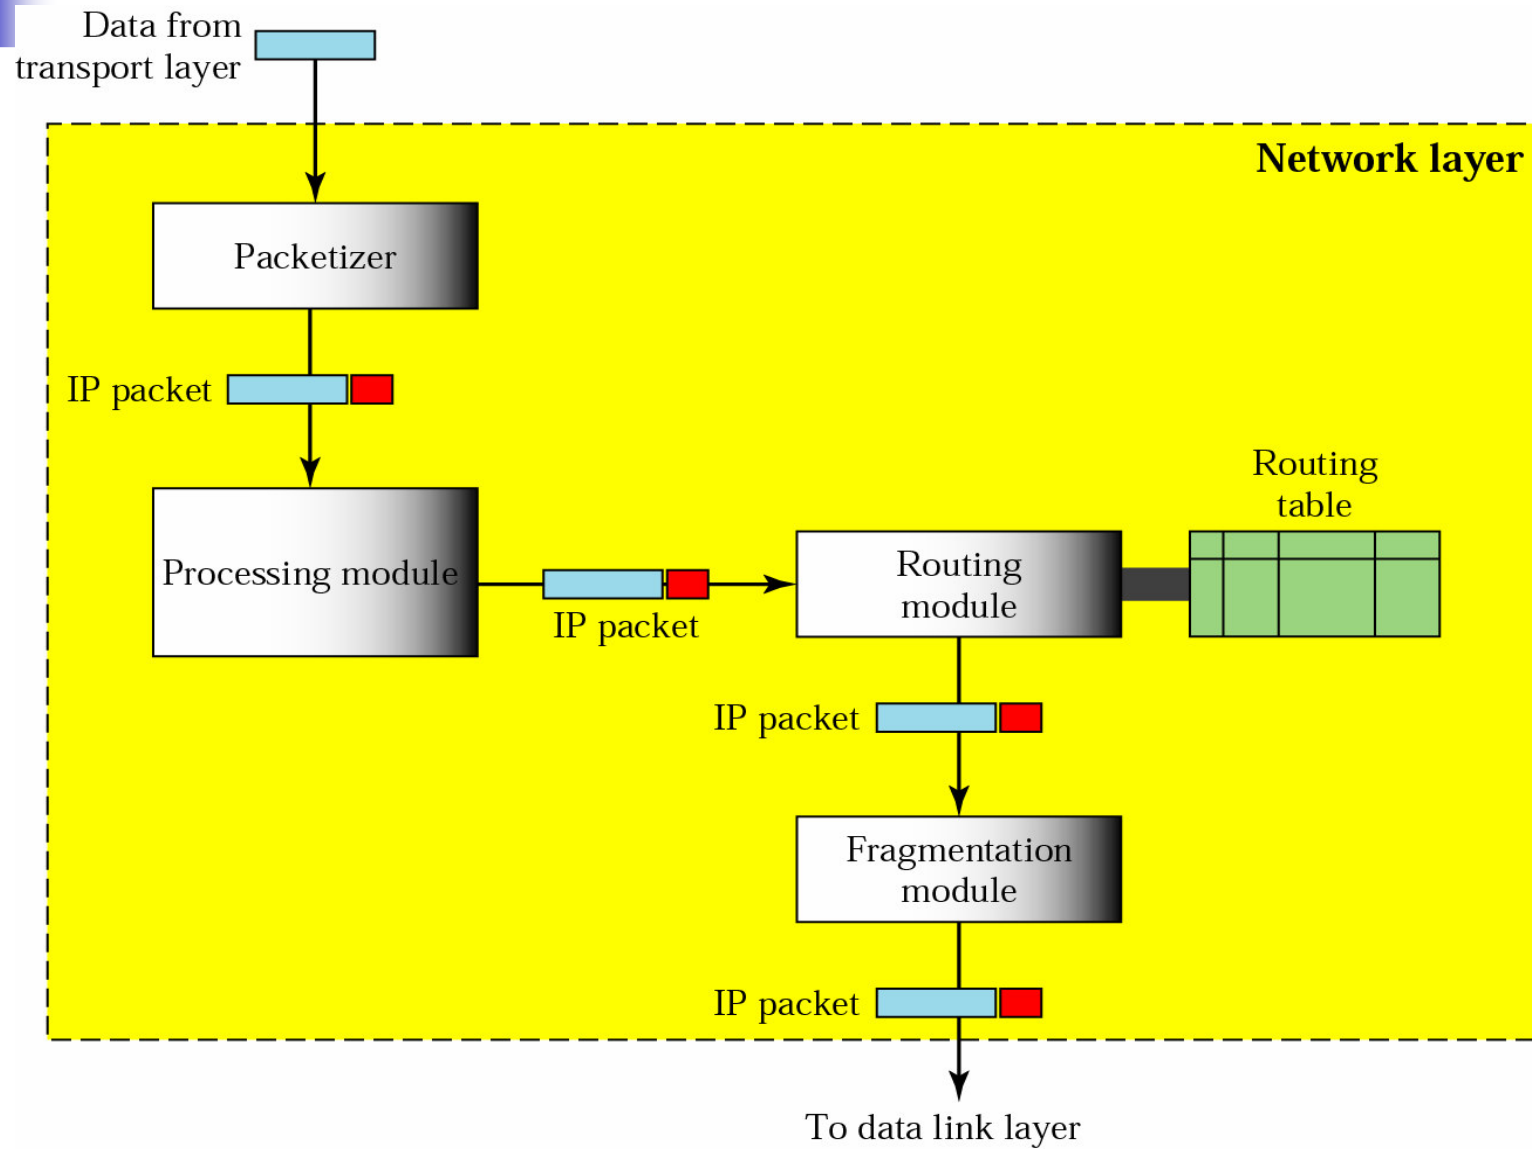 Data from
transport layer
Network layer
Packetizer
IP packet
Processing module
IP packet
Routing
module
Routing
table
IP packet
Fragmentation
module
IP packet
To data link layer